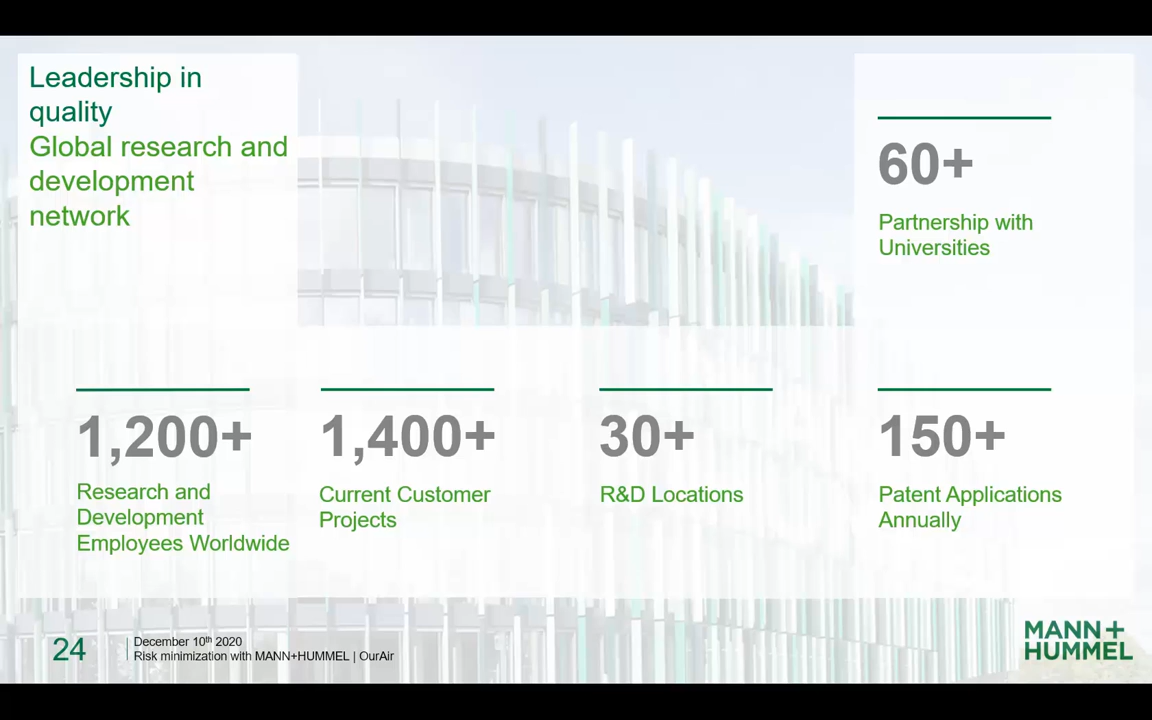 Leadership in
quality
Global research and
development
network
60+
Partnership with
Universities
1,200+
Research and
Development
Employees Worldwide
1,400+
Current Customer
Projects
30+
R&D Locations
150+
Patent Applications
Annually
24
December 10th 2020
Risk minimization with MANN+HUMMEL | OurAir
MANN+
HUMMEL